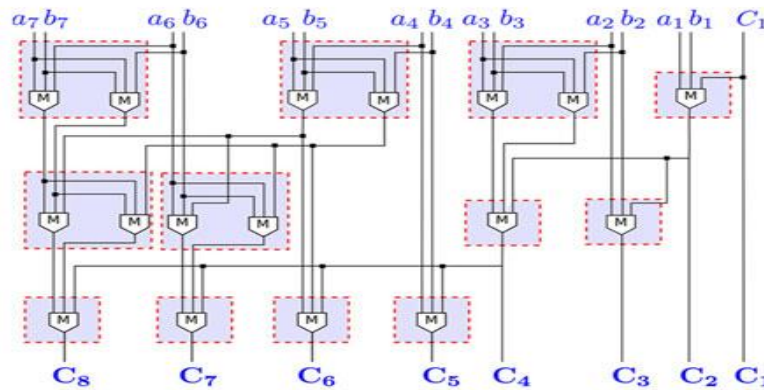 a₇ b₇ a₆ b₆ a₅ b₅ a₄ b₄ a₃ b₃ a₂ b₂ a₁ b₁ C₁
M M M M M M M
M M M M M M
M M M M
C₈ C₇ C₆ C₅ C₄ C₃ C₂ C₁